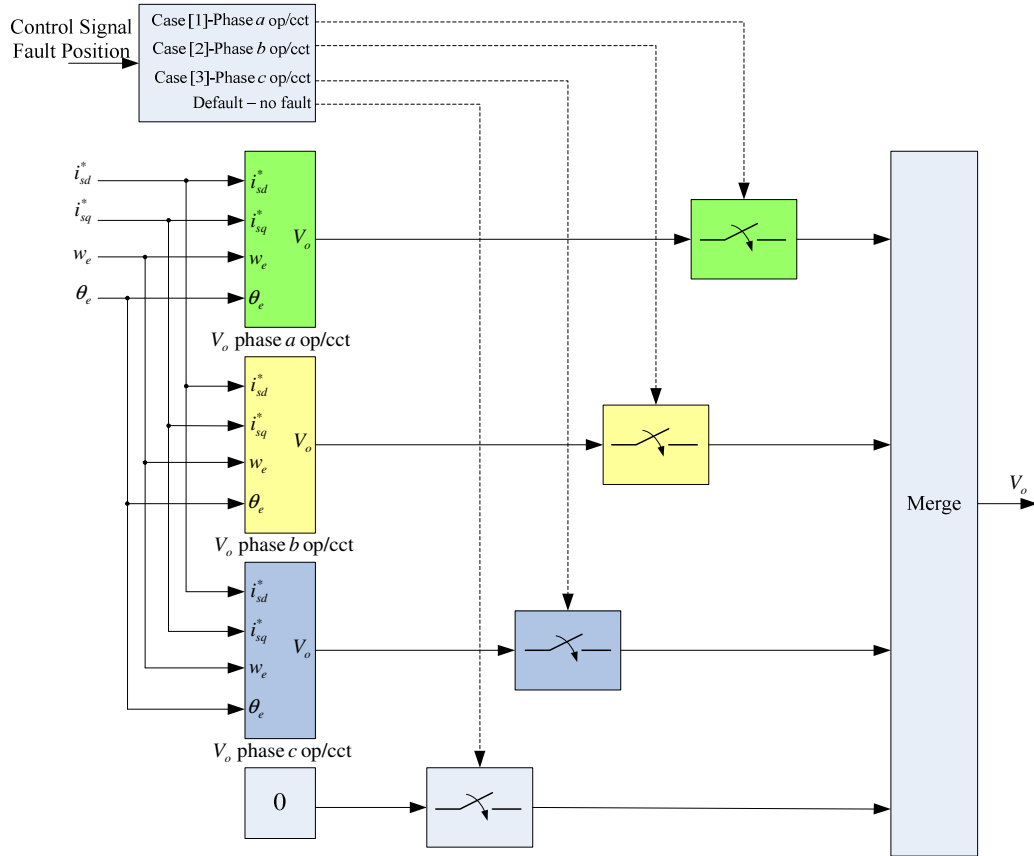 Control Signal
Fault Position
Case [1]-Phase a op/cct
Case [2]-Phase b op/cct
Case [3]-Phase c op/cct
Default – no fault
i*sd
i*sq
we
θe
i*sd
i*sq
we
θe
Vo
Vo phase a op/cct
i*sd
i*sq
we
θe
Vo
Vo phase b op/cct
i*sd
i*sq
we
θe
Vo
Vo phase c op/cct
0
Merge
Vo